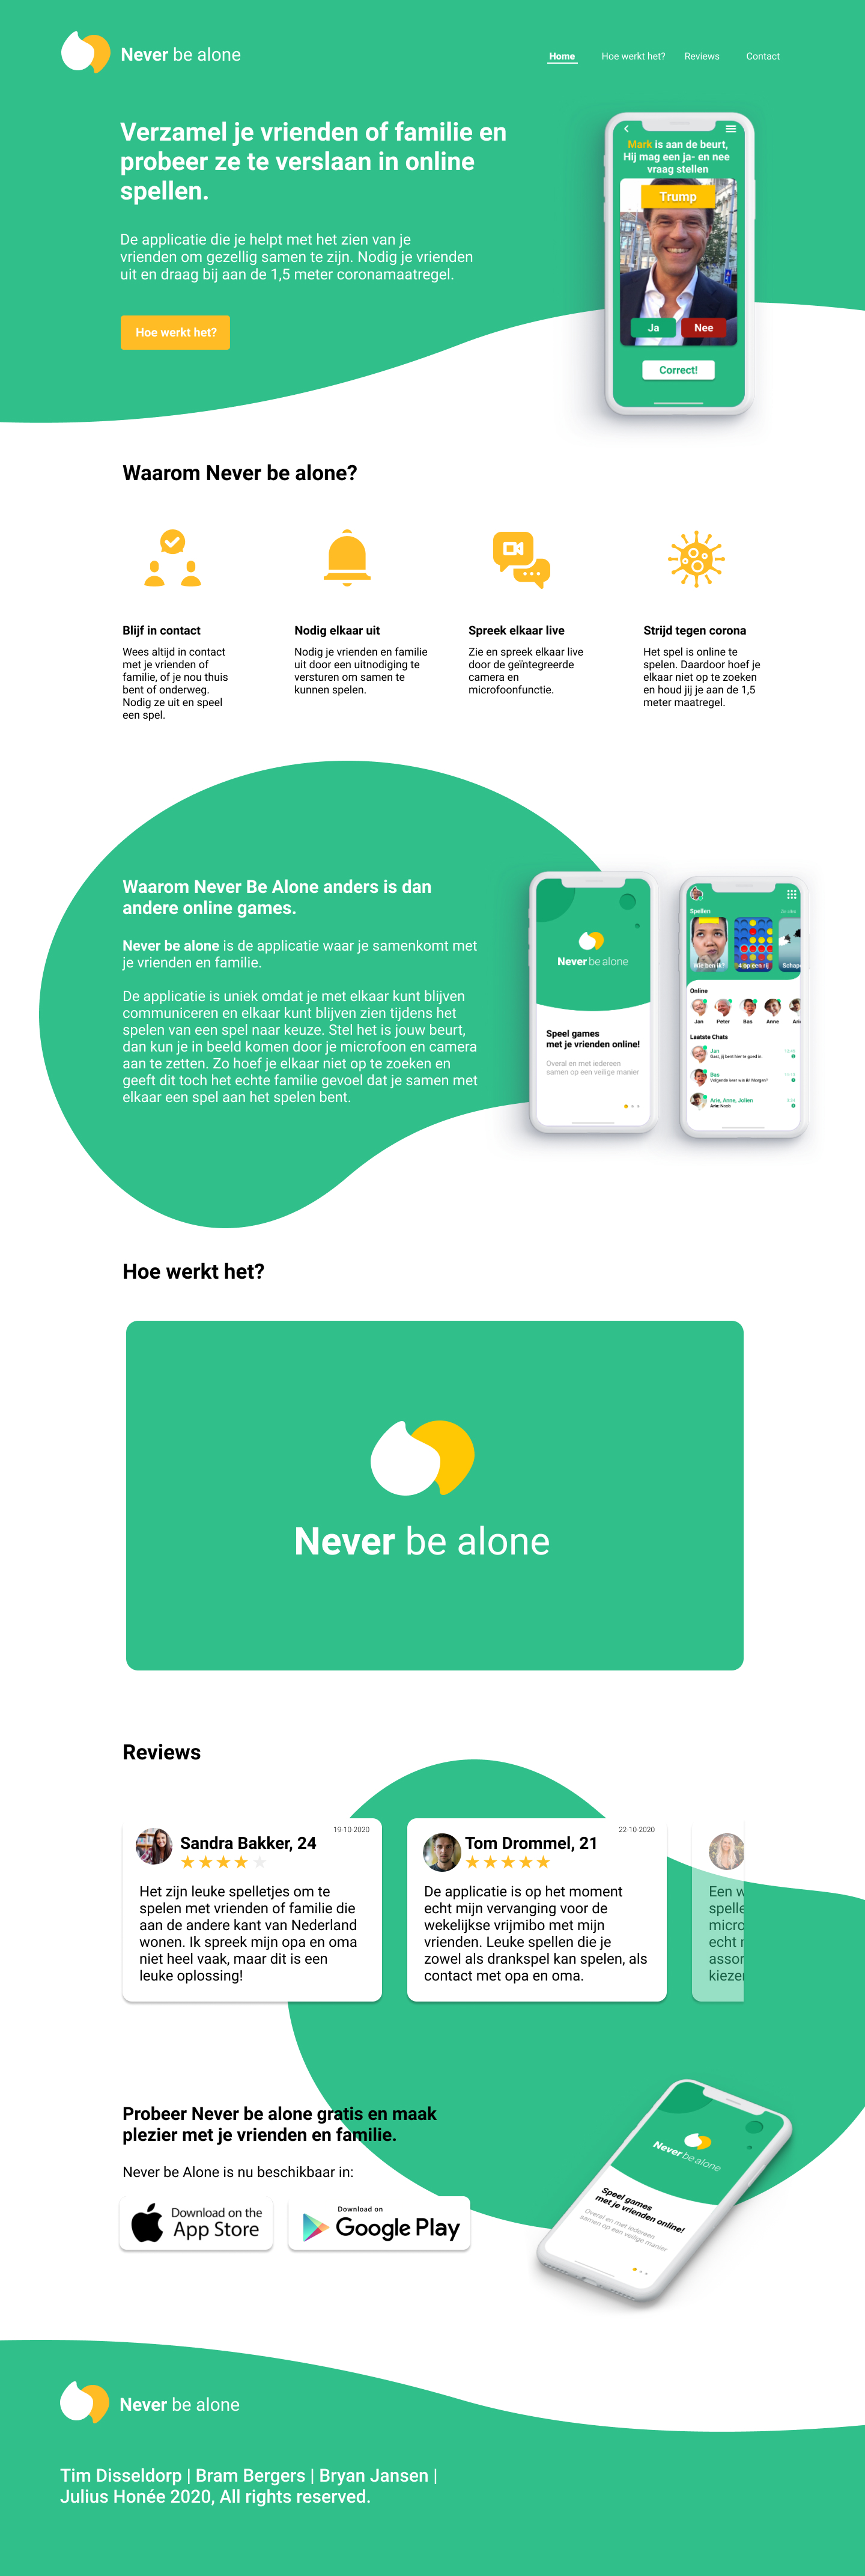 Never be alone
Home
Hoe werkt het?
Reviews
Contact
Verzamel je vrienden of familie en
probeer ze te verslaan in online
spellen.
De applicatie die je helpt met het zien van je
vrienden om gezellig samen te zijn. Nodig je vrienden
uit en draag bij aan de 1,5 meter coronamaatregel.
Hoe werkt het?
Mark is aan de beurt,
Hij mag een ja- en nee
vraag stellen
Trump
Ja
Nee
Correct!
Waarom Never be alone?
Blijf in contact
Wees altijd in contact
met je vrienden of
familie, of je nou thuis
bent of onderweg.
Nodig ze uit en speel
een spel.
Nodig elkaar uit
Nodig je vrienden en familie
uit door een uitnodiging te
versturen om samen te
kunnen spelen.
Spreek elkaar live
Zie en spreek elkaar live
door de geïntegreerde
camera en
microfoonfunctie.
Strijd tegen corona
Het spel is online te
spelen. Daardoor hoef je
elkaar niet op te zoeken
en houd jij je aan de 1,5
meter maatregel.
Waarom Never Be Alone anders is dan
andere online games.
Never be alone is de applicatie waar je samenkomt met
je vrienden en familie.
De applicatie is uniek omdat je met elkaar kunt blijven
communiceren en elkaar kunt blijven zien tijdens het
spelen van een spel naar keuze. Stel het is jouw beurt,
dan kun je in beeld komen door je microfoon en camera
aan te zetten. Zo hoef je elkaar niet op te zoeken en
geeft dit toch het echte familie gevoel dat je samen met
elkaar een spel aan het spelen bent.
Never be alone
Speel games
met je vrienden online!
Overal en met iedereen
samen op een veilige manier
Spellen
Wie ben ik?
4 op een rij
Schap
Online
Jan
Peter
Bas
Anne
Laatste Chats
Jan
Gast, jij bent hier te goed in.
Bas
Volgende keer win ik! Morgen?
Arie, Anne, Jolien
Arie: Noob
Hoe werkt het?
Never be alone
Reviews
19-10-2020
Sandra Bakker, 24
Het zijn leuke spelletjes om te
spelen met vrienden of familie die
aan de andere kant van Nederland
wonen. Ik spreek mijn opa en oma
niet heel vaak, maar dit is een
leuke oplossing!
22-10-2020
Tom Drommel, 21
De applicatie is op het moment
echt mijn vervanging voor de
wekelijkse vrijmibo met mijn
vrienden. Leuke spellen die je
zowel als drankspel kan spelen, als
contact met opa en oma.
Een w
spelle
micro
echt
assor
kiezer
Probeer Never be alone gratis en maak
plezier met je vrienden en familie.
Never be Alone is nu beschikbaar in:
Download on the
App Store
Download on
Google Play
Never be alone
Speel games
met je vrienden online!
Overal en met iedereen
samen op een veilige manier
Never be alone
Tim Disseldorp | Bram Bergers | Bryan Jansen |
Julius Honée 2020, All rights reserved.